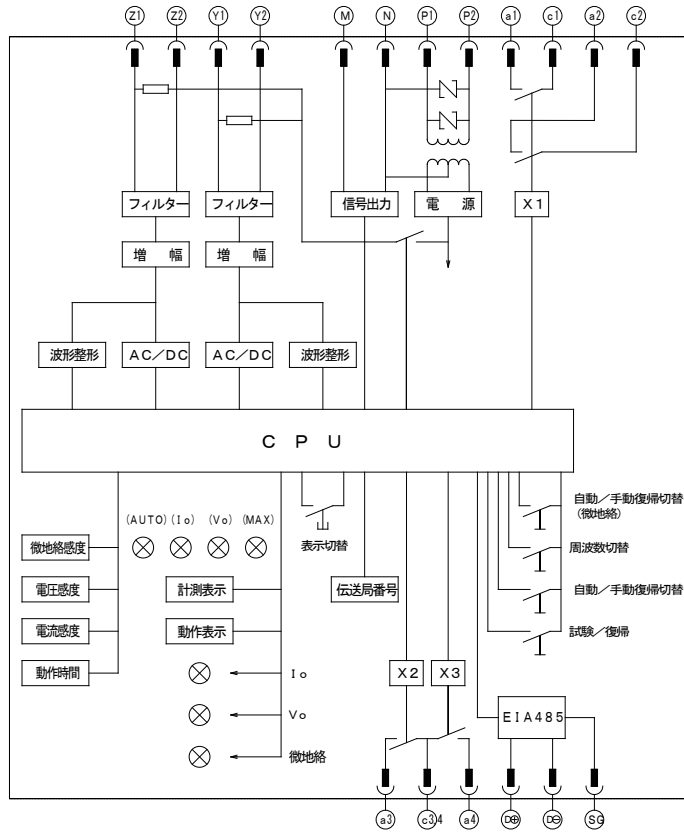 Z1 Z2 Y1 Y2 M N P1 P2 a1 c1 a2 c2
フィルター フィルター 信号出力 電 源 X1
増 幅 増 幅
波形整形 AC/DC AC/DC 波形整形
C P U
(AUTO) (Io) (Vo) (MAX)
表示切替
自動/手動復帰切替
(微地絡)
周波数切替
自動/手動復帰切替
試験/復帰
微地絡感度
電圧感度
電流感度
動作時間
計測表示
動作表示
伝送局番号
Io
Vo
微地絡
X2 X3
EIA485
a3 c34 a4 D⊕ D⊖ SG